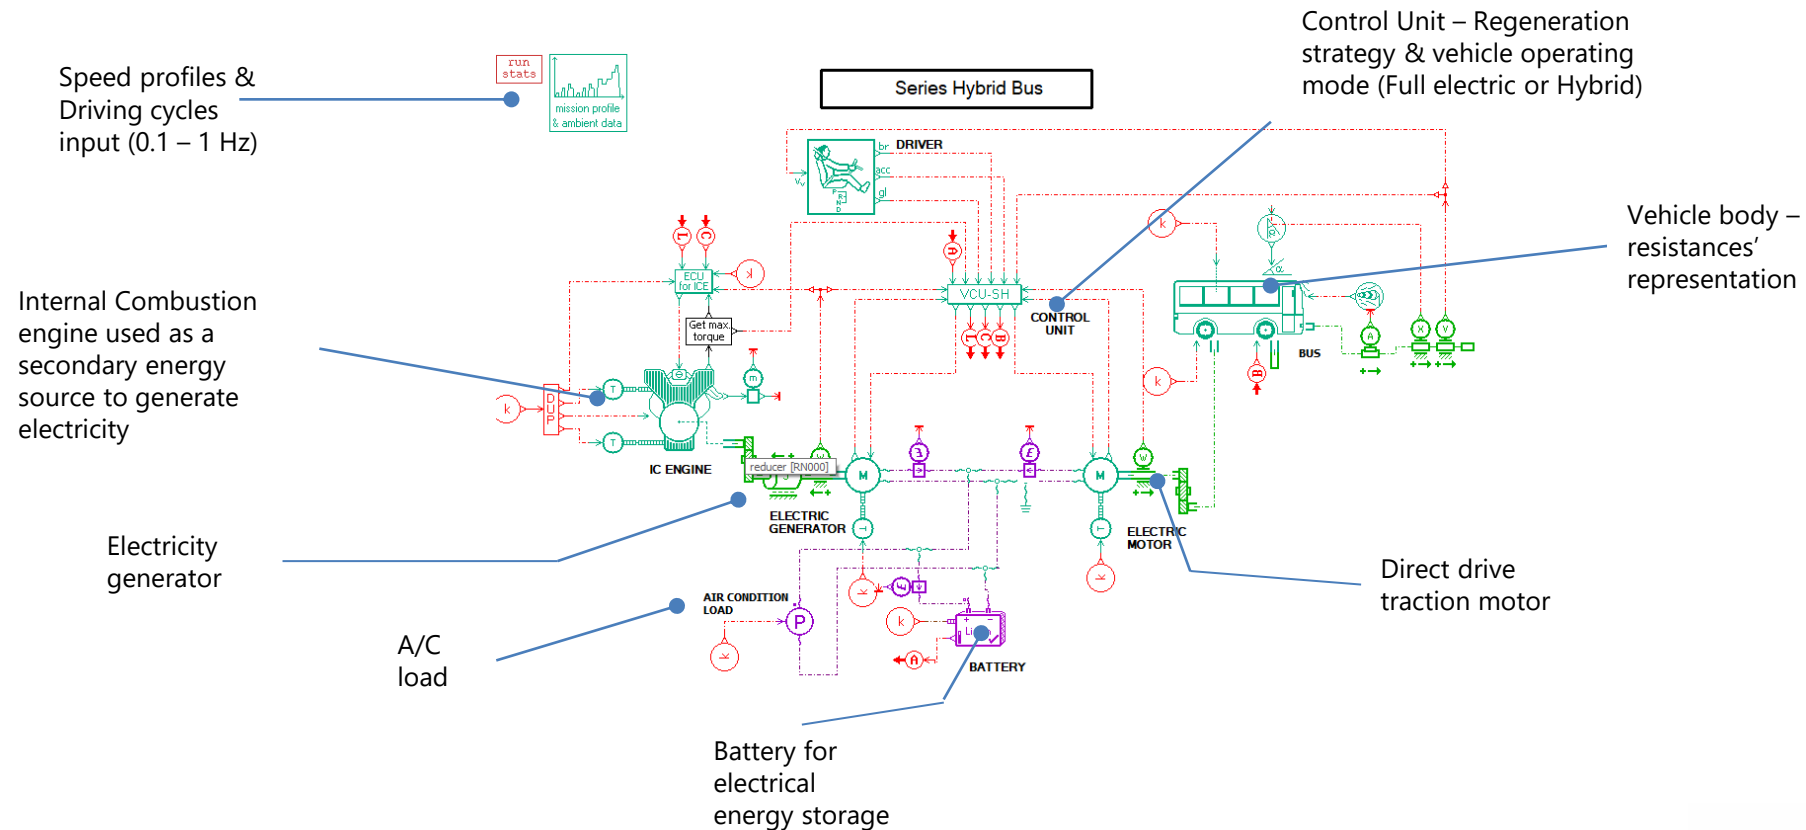 Control Unit – Regeneration
strategy & vehicle operating
mode (Full electric or Hybrid)
Speed profiles &
Driving cycles
input (0.1 – 1 Hz)
run
stats
mission profile
& ambient data
Series Hybrid Bus
DRIVER
br
acc
gl
P
R
N
D
Vehicle body –
resistances’
representation
L
C
k
ECU
for ICE
A
k
α
VCU-SH
CONTROL
UNIT
L
C
B
Get max.
torque
BUS
A
X
V
k
B
Internal Combustion
engine used as a
secondary energy
source to generate
electricity
k
DUP
T
T
m
IC ENGINE
reducer [RN000]
W
M
E
E
M
W
ELECTRIC
GENERATOR
T
ELECTRIC
MOTOR
T
k
k
Electricity
generator
Direct drive
traction motor
AIR CONDITION
LOAD
P
k
E
k
A
BATTERY
A/C
load
Battery for
electrical
energy storage